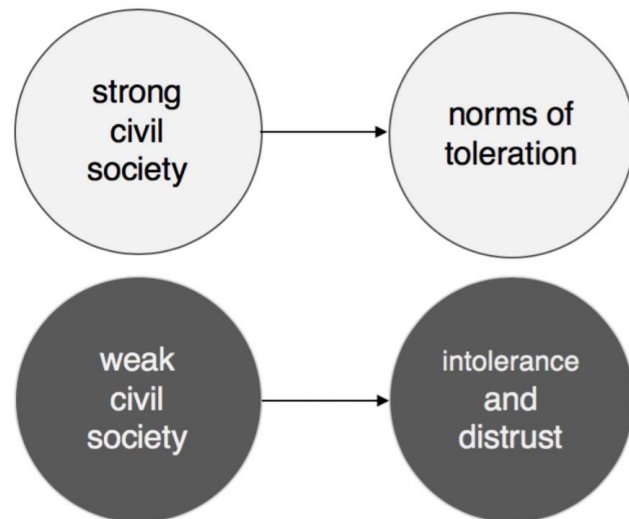 strong
civil
society
norms of
toleration
weak
civil
society
intolerance
and
distrust